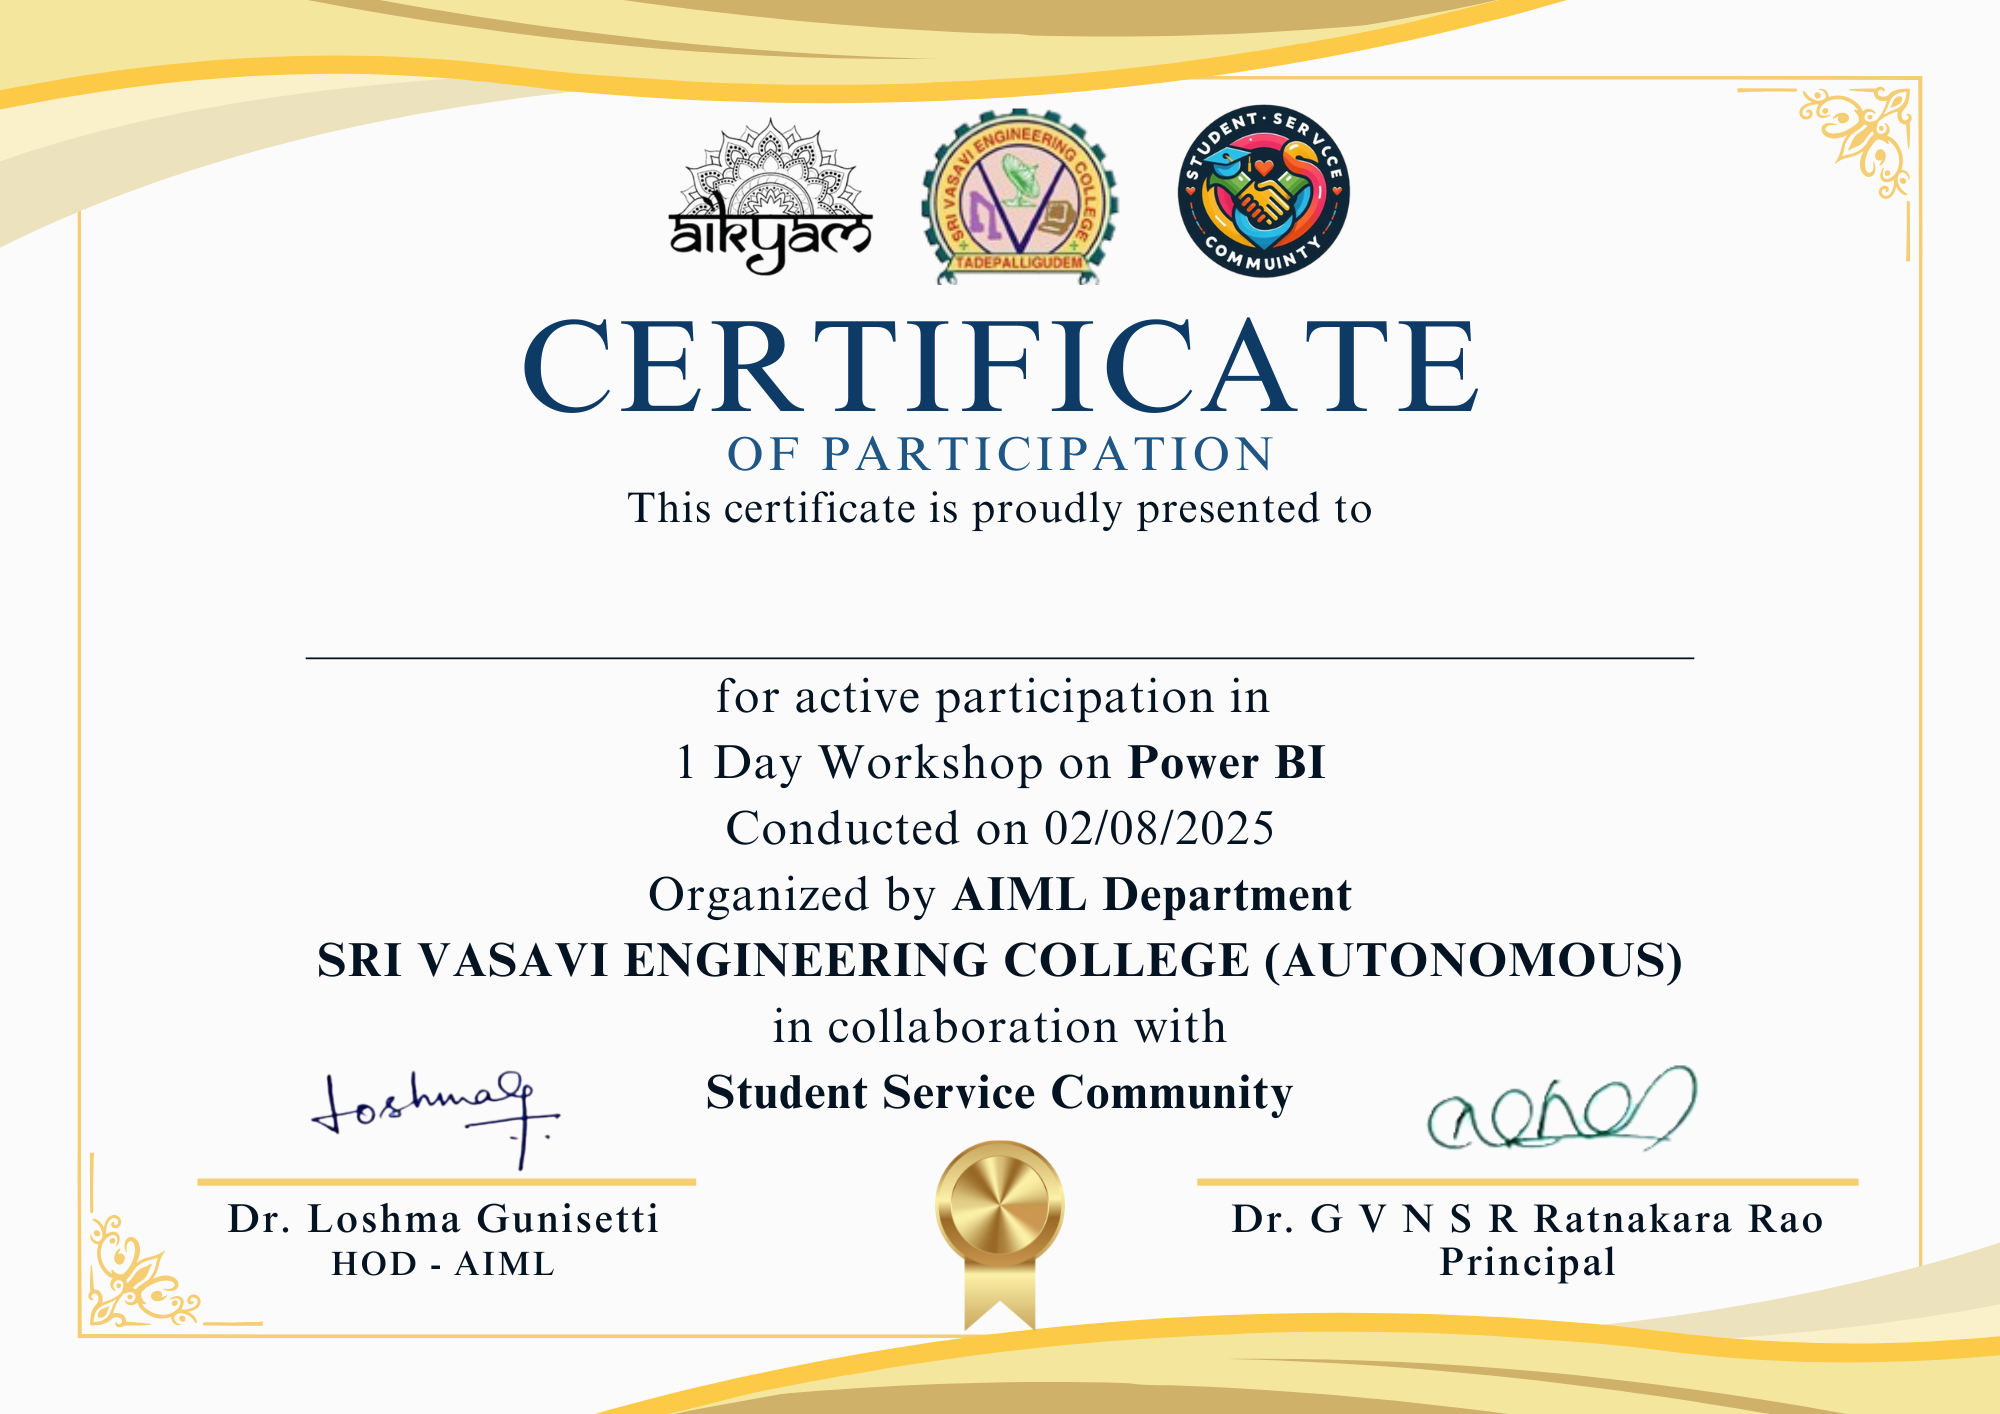 aikyam
SRI VASAVI ENGINEERING COLLEGE
TADEPALLIGUDEM
STUDENT · SERVCCE
COMMUINTY
CERTIFICATE
OF PARTICIPATION
This certificate is proudly presented to
for active participation in
1 Day Workshop on Power BI
Conducted on 02/08/2025
Organized by AIML Department
SRI VASAVI ENGINEERING COLLEGE (AUTONOMOUS)
in collaboration with
Student Service Community
Loshma G
Dr. Loshma Gunisetti
HOD - AIML
Dr. G V N S R Ratnakara Rao
Principal